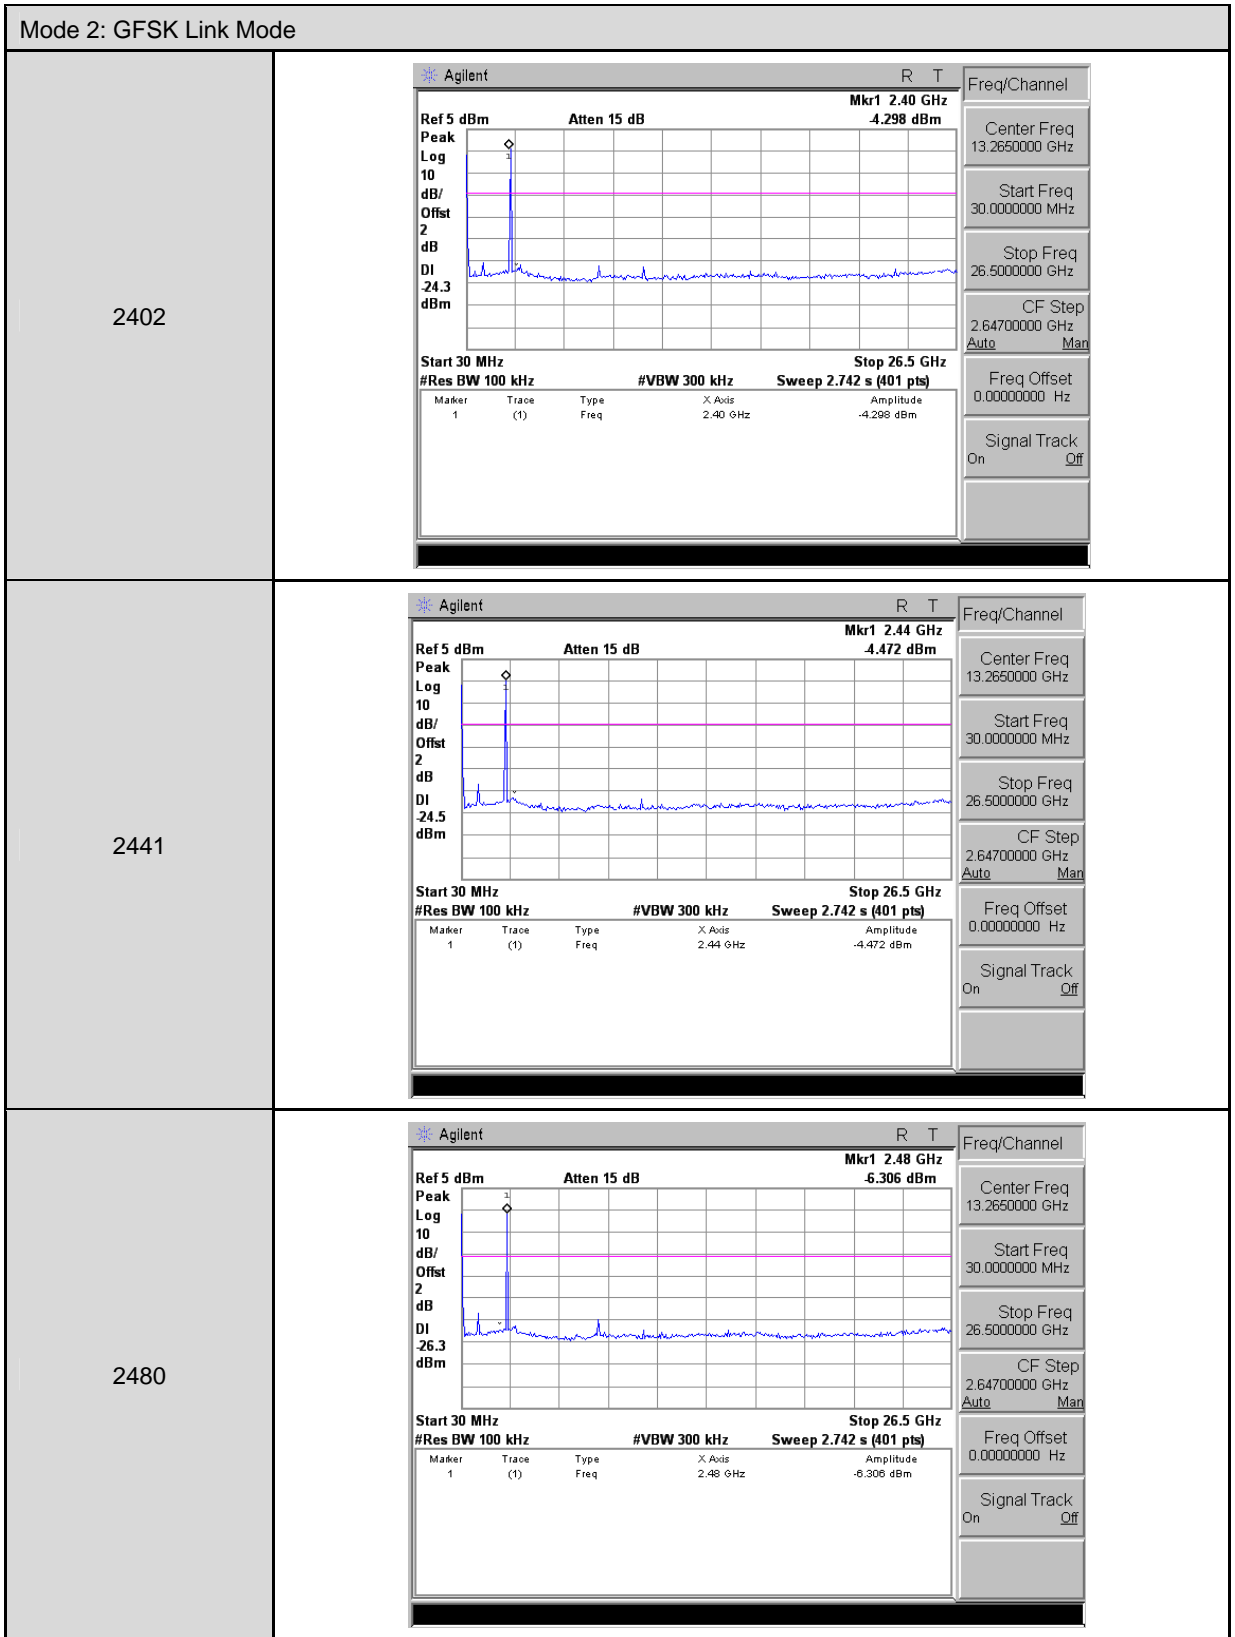 Mode 2: GFSK Link Mode
2402
Agilent R T
Mkr1 2.40 GHz
Ref 5 dBm Atten 15 dB -4.298 dBm
Peak
Log
10
dB/
Offst
2
dB
DI
-24.3
dBm
1
Start 30 MHz Stop 26.5 GHz
#Res BW 100 kHz #VBW 300 kHz Sweep 2.742 s (401 pts)
Marker Trace Type X Axis Amplitude
1 (1) Freq 2.40 GHz -4.298 dBm
Freq/Channel
Center Freq
13.2650000 GHz
Start Freq
30.0000000 MHz
Stop Freq
26.5000000 GHz
CF Step
2.64700000 GHz
Auto Man
Freq Offset
0.00000000 Hz
Signal Track
On Off
2441
Agilent R T
Mkr1 2.44 GHz
Ref 5 dBm Atten 15 dB -4.472 dBm
Peak
Log
10
dB/
Offst
2
dB
DI
-24.5
dBm
1
Start 30 MHz Stop 26.5 GHz
#Res BW 100 kHz #VBW 300 kHz Sweep 2.742 s (401 pts)
Marker Trace Type X Axis Amplitude
1 (1) Freq 2.44 GHz -4.472 dBm
Freq/Channel
Center Freq
13.2650000 GHz
Start Freq
30.0000000 MHz
Stop Freq
26.5000000 GHz
CF Step
2.64700000 GHz
Auto Man
Freq Offset
0.00000000 Hz
Signal Track
On Off
2480
Agilent R T
Mkr1 2.48 GHz
Ref 5 dBm Atten 15 dB -6.306 dBm
Peak
Log
10
dB/
Offst
2
dB
DI
-26.3
dBm
1
Start 30 MHz Stop 26.5 GHz
#Res BW 100 kHz #VBW 300 kHz Sweep 2.742 s (401 pts)
Marker Trace Type X Axis Amplitude
1 (1) Freq 2.48 GHz -6.306 dBm
Freq/Channel
Center Freq
13.2650000 GHz
Start Freq
30.0000000 MHz
Stop Freq
26.5000000 GHz
CF Step
2.64700000 GHz
Auto Man
Freq Offset
0.00000000 Hz
Signal Track
On Off